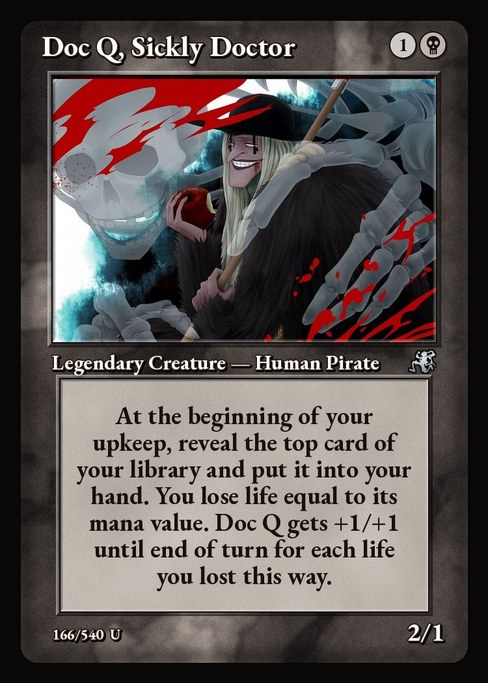 Doc Q, Sickly Doctor 1
Legendary Creature — Human Pirate
At the beginning of your
upkeep, reveal the top card of
your library and put it into your
hand. You lose life equal to its
mana value. Doc Q gets +1/+1
until end of turn for each life
you lost this way.
166/540 U 2/1